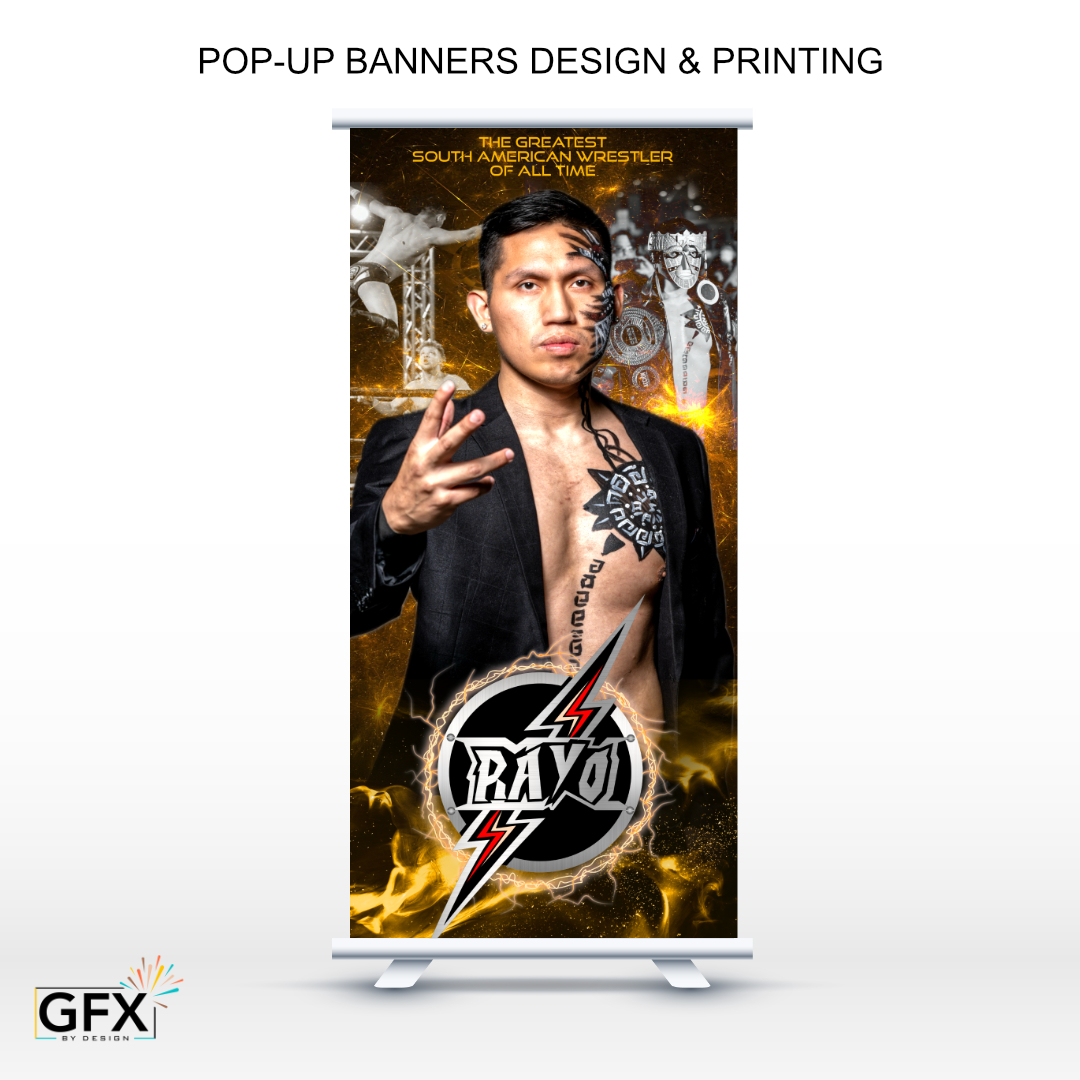 POP-UP BANNERS DESIGN & PRINTING
THE GREATEST
SOUTH AMERICAN WRESTLER
OF ALL TIME
RAYO
GFX
BY DESIGN